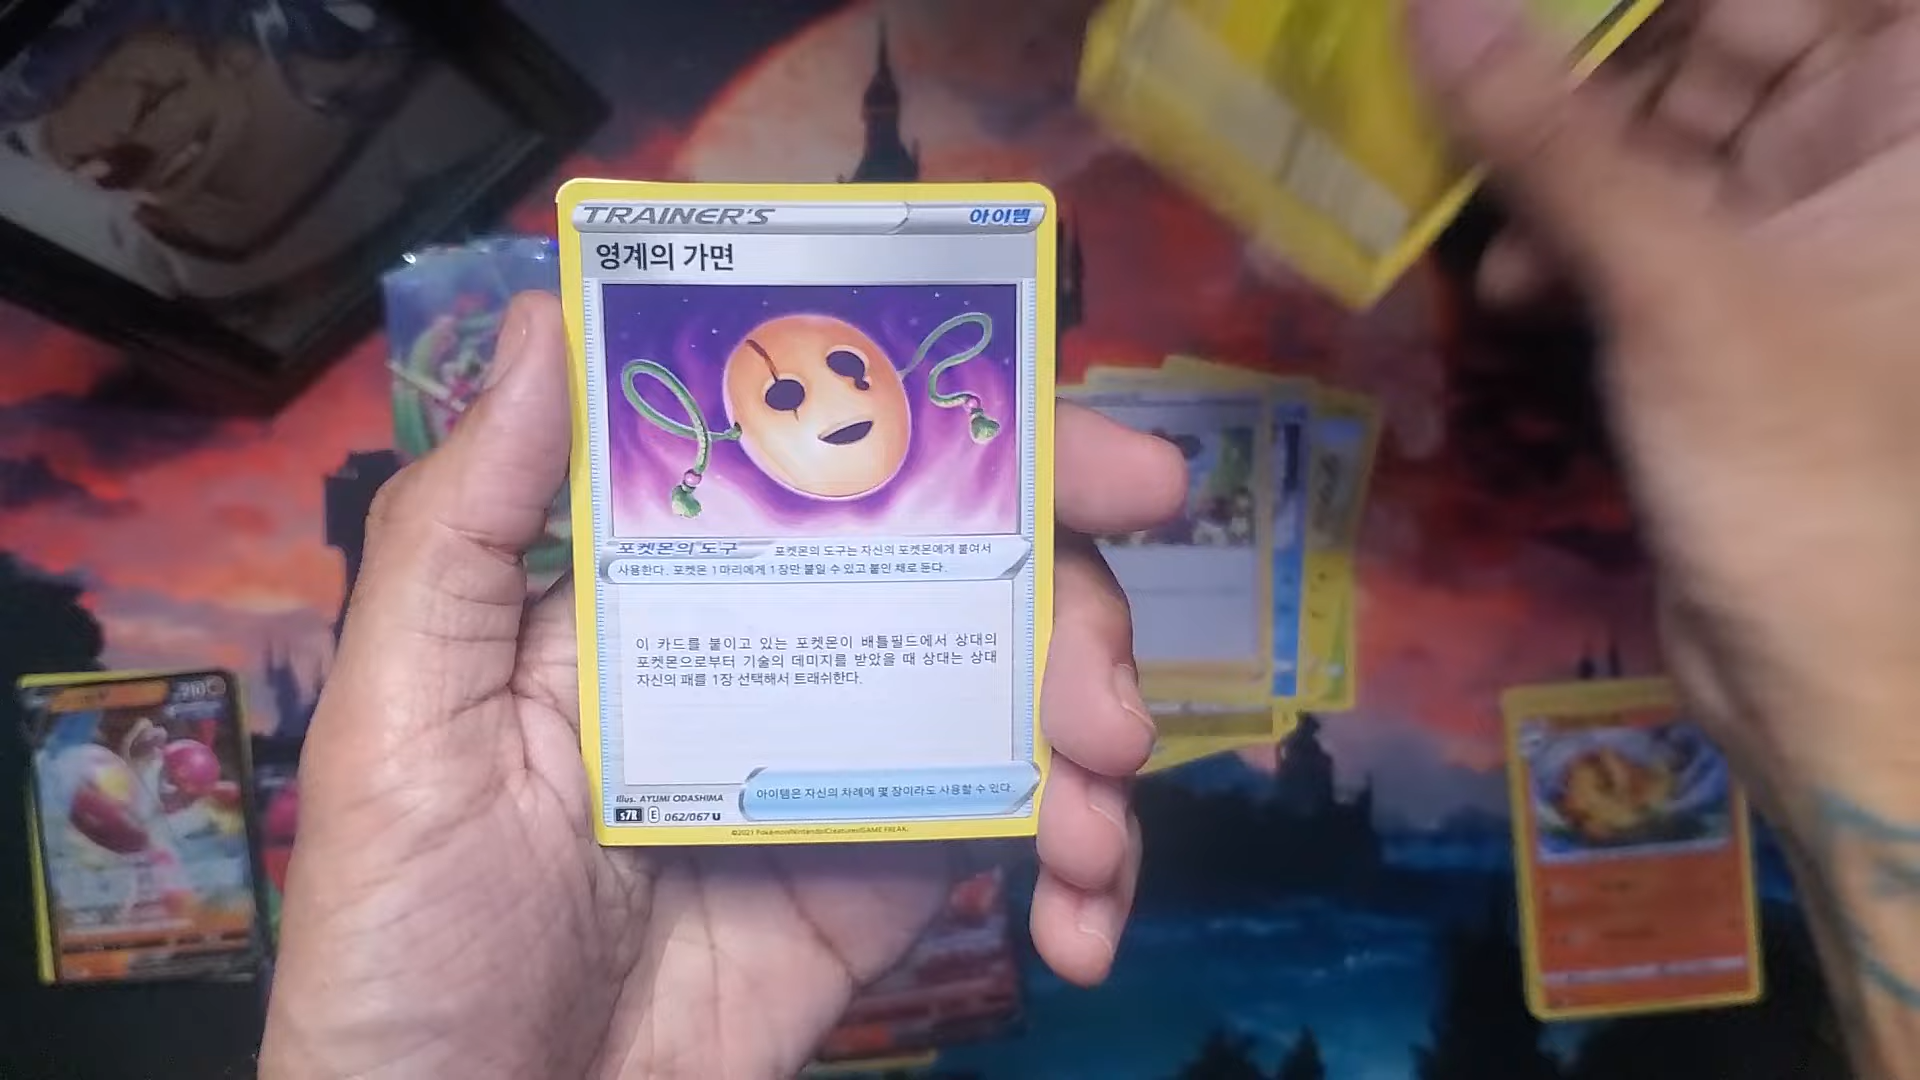 TRAINER'S
아이템
영계의 가면
포켓몬의 도구
포켓몬의 도구는 자신의 포켓몬에게 붙여서
사용한다. 포켓몬 1마리에게 1장만 붙일 수 있고 붙인 채로 둔다.
이 카드를 붙이고 있는 포켓몬이 배틀필드에서 상대의
포켓몬으로부터 기술의 데미지를 받았을 때 상대는 상대
자신의 패를 1장 선택해서 트래쉬한다.
Illus. AYUMI ODASHIMA
아이템은 자신의 차례에 몇 장이라도 사용할 수 있다.
s7R E 062/067 U
©2021 Pokémon/Nintendo/Creatures/GAME FREAK.